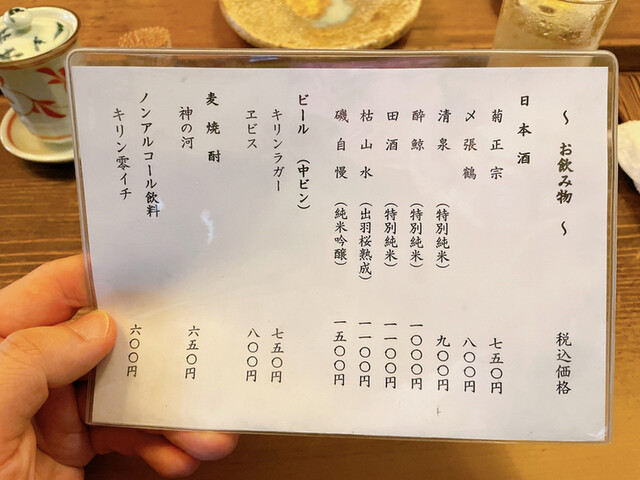 ～ お飲み物 ～ 税込価格
日本酒
菊正宗 七五〇円
〆張鶴 八〇〇円
清泉 （特別純米） 九〇〇円
酔鯨 （特別純米） 一〇〇〇円
田酒 （特別純米） 一一〇〇円
枯山水 （出羽桜熟成） 一一〇〇円
磯自慢 （純米吟醸） 一五〇〇円
ビール （中ビン）
キリンラガー 七五〇円
ヱビス 八〇〇円
麦焼酎
神の河 六五〇円
ノンアルコール飲料
キリン零イチ 六〇〇円